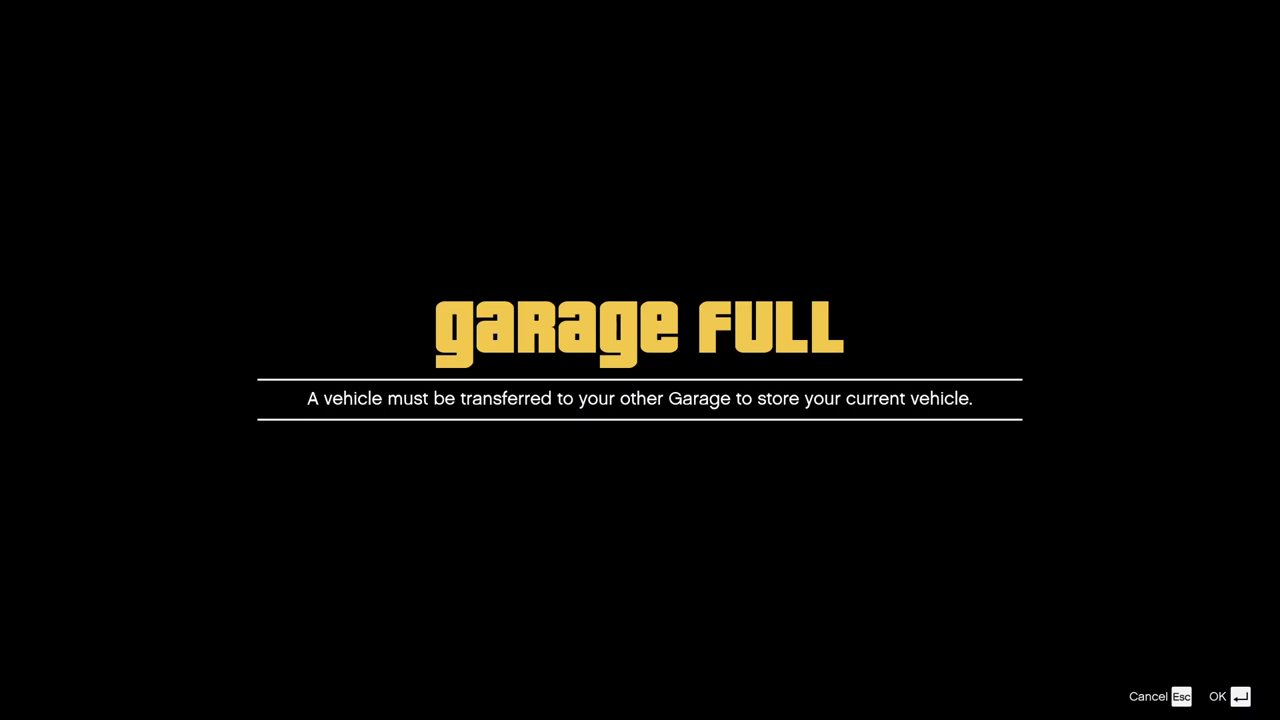 garage FULL
A vehicle must be transferred to your other Garage to store your current vehicle.
Cancel Esc OK